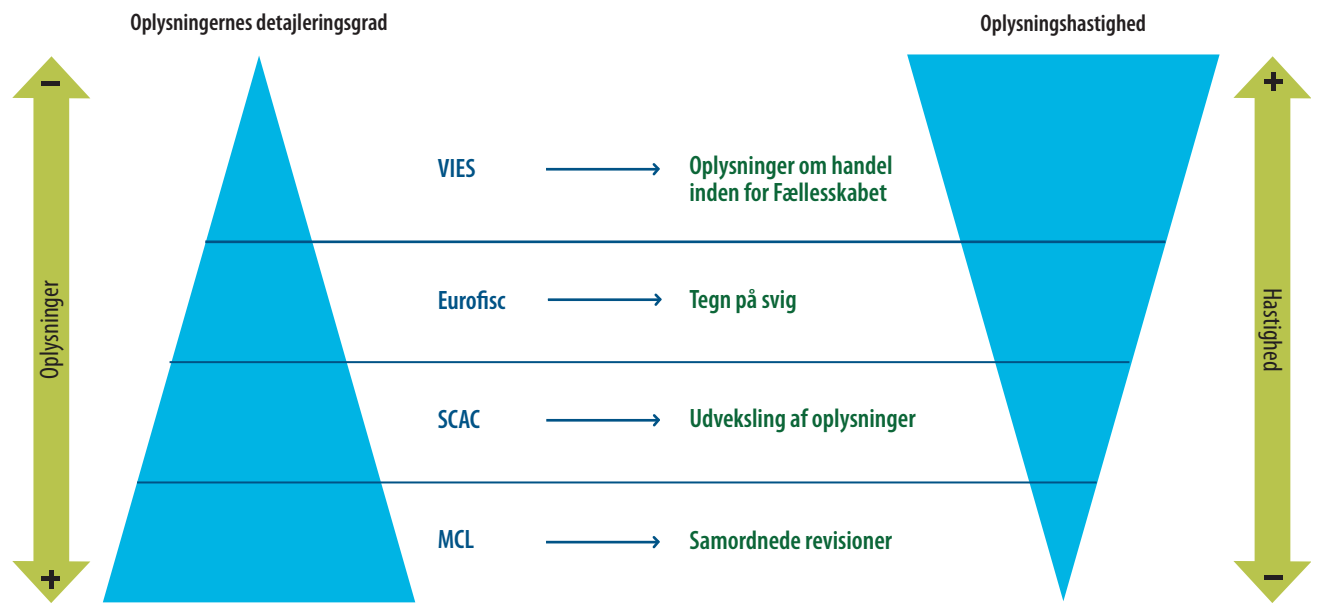 Oplysningernes detajleringsgrad
Oplysningshastighed
–
+
VIES
Oplysninger om handel
inden for Fællesskabet
Eurofisc
Tegn på svig
Oplysninger
Hastighed
SCAC
Udveksling af oplysninger
MCL
Samordnede revisioner
+
–